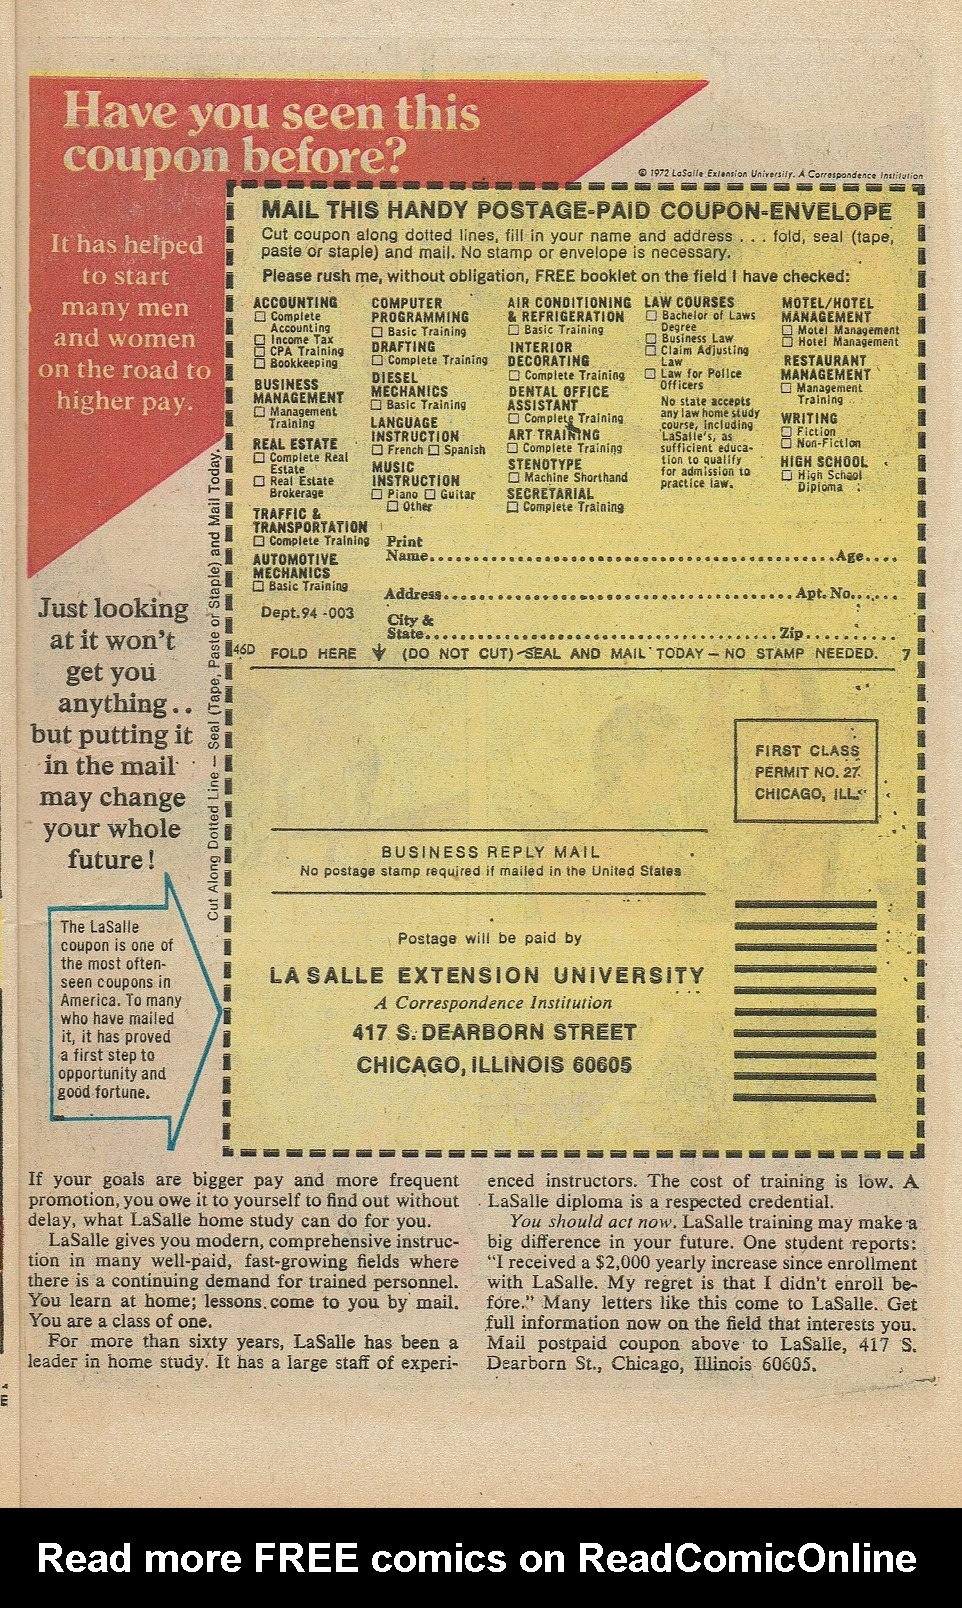 Have you seen this
coupon before?
© 1972 LaSalle Extension University. A Correspondence Institution
It has helped
to start
many men
and women
on the road to
higher pay.
Just looking
at it won't
get you
anything..
but putting it
in the mail
may change
your whole
future!
The LaSalle
coupon is one of
the most often-
seen coupons in
America. To many
who have mailed
it, it has proved
a first step to
opportunity and
good fortune.
Cut Along Dotted Line — Seal (Tape, Paste or Staple) and Mail Today.
MAIL THIS HANDY POSTAGE-PAID COUPON-ENVELOPE
Cut coupon along dotted lines, fill in your name and address . . . fold, seal (tape,
paste or staple) and mail. No stamp or envelope is necessary.
Please rush me, without obligation, FREE booklet on the field I have checked:
ACCOUNTING
☐ Complete
Accounting
☐ Income Tax
☐ CPA Training
☐ Bookkeeping
BUSINESS
MANAGEMENT
☐ Management
Training
REAL ESTATE
☐ Complete Real
Estate
☐ Real Estate
Brokerage
TRAFFIC &
TRANSPORTATION
☐ Complete Training
AUTOMOTIVE
MECHANICS
☐ Basic Training
Dept. 94 -003
COMPUTER
PROGRAMMING
☐ Basic Training
DRAFTING
☐ Complete Training
DIESEL
MECHANICS
☐ Basic Training
LANGUAGE
INSTRUCTION
☐ French ☐ Spanish
MUSIC
INSTRUCTION
☐ Piano ☐ Guitar
☐ Other
AIR CONDITIONING
& REFRIGERATION
☐ Basic Training
INTERIOR
DECORATING
☐ Complete Training
DENTAL OFFICE
ASSISTANT
☐ Complete Training
ART TRAINING
☐ Complete Training
STENOTYPE
☐ Machine Shorthand
SECRETARIAL
☐ Complete Training
LAW COURSES
☐ Bachelor of Laws
Degree
☐ Business Law
☐ Claim Adjusting
Law
☐ Law for Police
Officers
No state accepts
any law home study
course, including
LaSalle's, as
sufficient educa-
tion to qualify
for admission to
practice law.
MOTEL/HOTEL
MANAGEMENT
☐ Motel Management
☐ Hotel Management
RESTAURANT
MANAGEMENT
☐ Management
Training
WRITING
☐ Fiction
☐ Non-Fiction
HIGH SCHOOL
☐ High School
Diploma
Print
Name..........Age....
Address..........Apt. No......
City &
State..........Zip..........
46D FOLD HERE ↓ (DO NOT CUT) - SEAL AND MAIL TODAY — NO STAMP NEEDED. 7
FIRST CLASS
PERMIT NO. 27
CHICAGO, ILL.
BUSINESS REPLY MAIL
No postage stamp required if mailed in the United States
Postage will be paid by
LA SALLE EXTENSION UNIVERSITY
A Correspondence Institution
417 S. DEARBORN STREET
CHICAGO, ILLINOIS 60605
If your goals are bigger pay and more frequent
promotion, you owe it to yourself to find out without
delay, what LaSalle home study can do for you.
LaSalle gives you modern, comprehensive instruc-
tion in many well-paid, fast-growing fields where
there is a continuing demand for trained personnel.
You learn at home; lessons come to you by mail.
You are a class of one.
For more than sixty years, LaSalle has been a
leader in home study. It has a large staff of experi-
enced instructors. The cost of training is low. A
LaSalle diploma is a respected credential.
You should act now. LaSalle training may make a
big difference in your future. One student reports:
"I received a $2,000 yearly increase since enrollment
with LaSalle. My regret is that I didn't enroll be-
fore." Many letters like this come to LaSalle. Get
full information now on the field that interests you.
Mail postpaid coupon above to LaSalle, 417 S.
Dearborn St., Chicago, Illinois 60605.
Read more FREE comics on ReadComicOnline